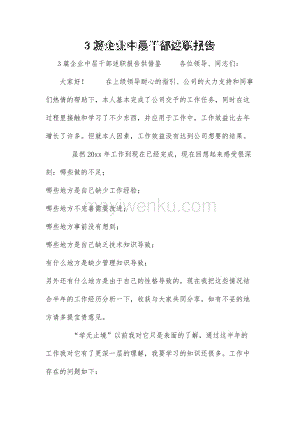 3 篇企业中层干部述职报告
3 篇企业中层干部述职报告供借鉴 各位领导、同志们:
大家好! 在上级领导耐心的指引、公司的大力支持和同事
们热情的帮助下,本人基本完成了公司交予的工作任务,同时在这
过程里接触和学习了不少东西,并应用于工作中。工作效益比去年
增长了许多。但就本人因素,工作效益没有达到公司想要的结果。
虽然 20xx 年工作到现在已经完成,现在回想起来感受很深
刻:哪些做的不足;
哪些地方是自己缺少工作经验;
哪些地方不完善需要改进;
哪些地方事前没有想到;
哪些地方是自己缺乏技术知识导致;
有什么地方是缺少管理知识导致;
另外还有什么地方是由于自己的性格导致的。现在我把这些情况结
合半年的工作经历分析一下,收获与大家共同分享,如有不妥的地
方请多提宝贵意见。
“学无止境”以前我对它只是表面的了解、通过这半年的
工作我对它有了更深一层的理解,我要学习的知识还很多。工作中
存在的问题如下: